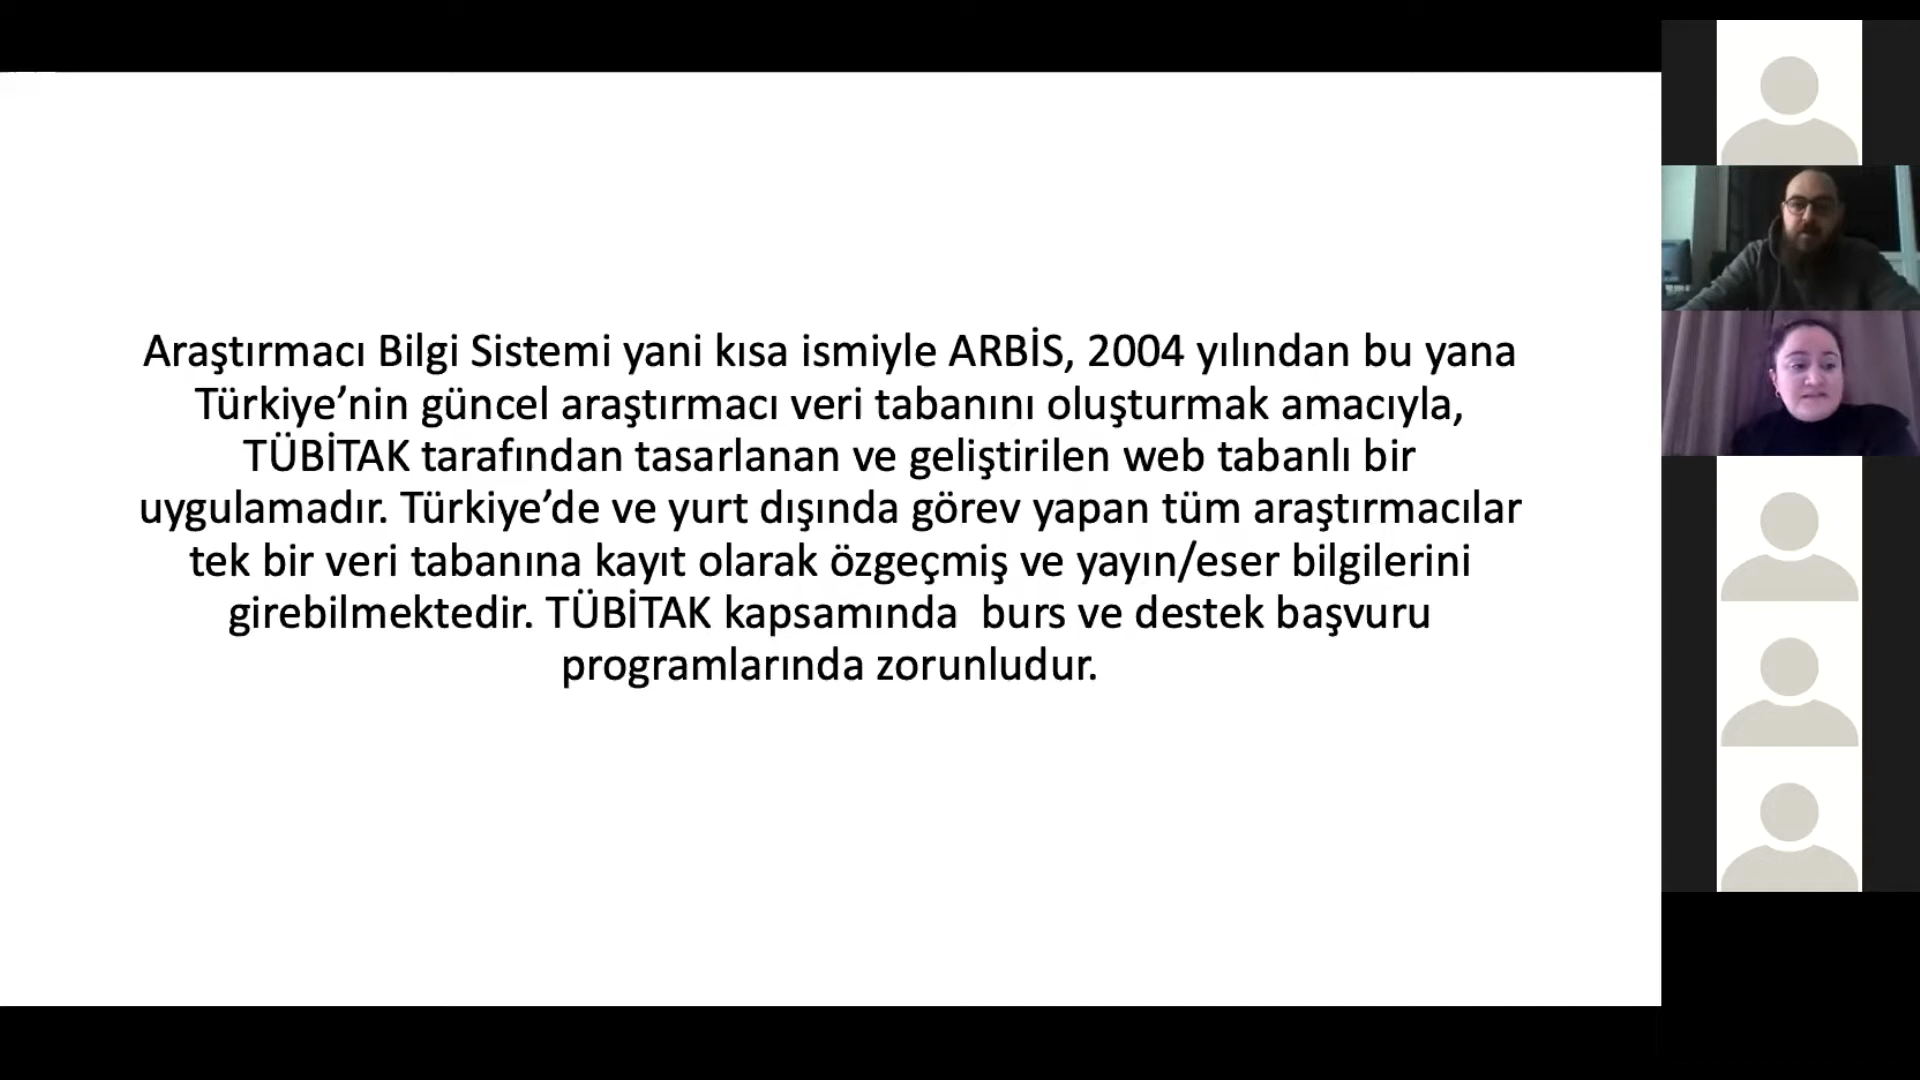 Araştırmacı Bilgi Sistemi yani kısa ismiyle ARBİS, 2004 yılından bu yana
Türkiye’nin güncel araştırmacı veri tabanını oluşturmak amacıyla,
TÜBİTAK tarafından tasarlanan ve geliştirilen web tabanlı bir
uygulamadır. Türkiye’de ve yurt dışında görev yapan tüm araştırmacılar
tek bir veri tabanına kayıt olarak özgeçmiş ve yayın/eser bilgilerini
girebilmektedir. TÜBİTAK kapsamında  burs ve destek başvuru
programlarında zorunludur.